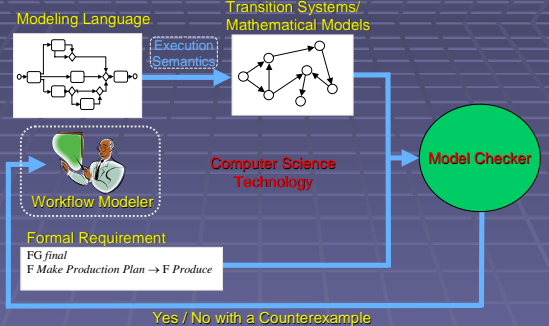 Modeling Language
Transition Systems/
Mathematical Models
Execution
Semantics
Workflow Modeler
Computer Science
Technology
Model Checker
Formal Requirement
FG final
F Make Production Plan → F Produce
Yes / No with a Counterexample